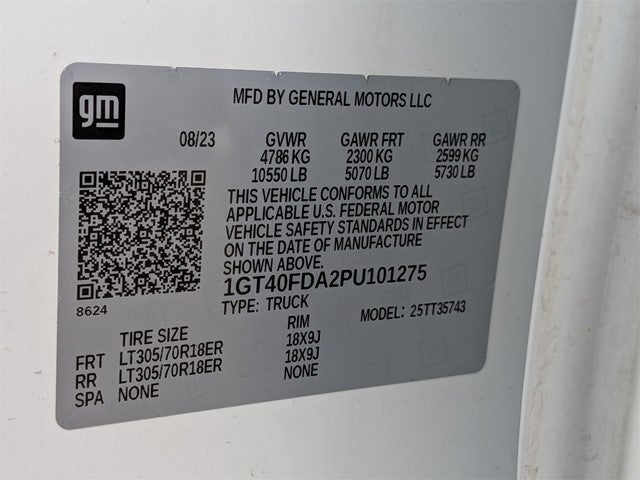 gm
MFD BY GENERAL MOTORS LLC
08/23 GVWR GAWR FRT GAWR RR
4786 KG 2300 KG 2599 KG
10550 LB 5070 LB 5730 LB
THIS VEHICLE CONFORMS TO ALL
APPLICABLE U.S. FEDERAL MOTOR
VEHICLE SAFETY STANDARDS IN EFFECT
ON THE DATE OF MANUFACTURE
SHOWN ABOVE.
1GT40FDA2PU101275
8624 TYPE: TRUCK MODEL: 25TT35743
TIRE SIZE RIM
FRT LT305/70R18ER 18X9J
RR LT305/70R18ER 18X9J
SPA NONE NONE